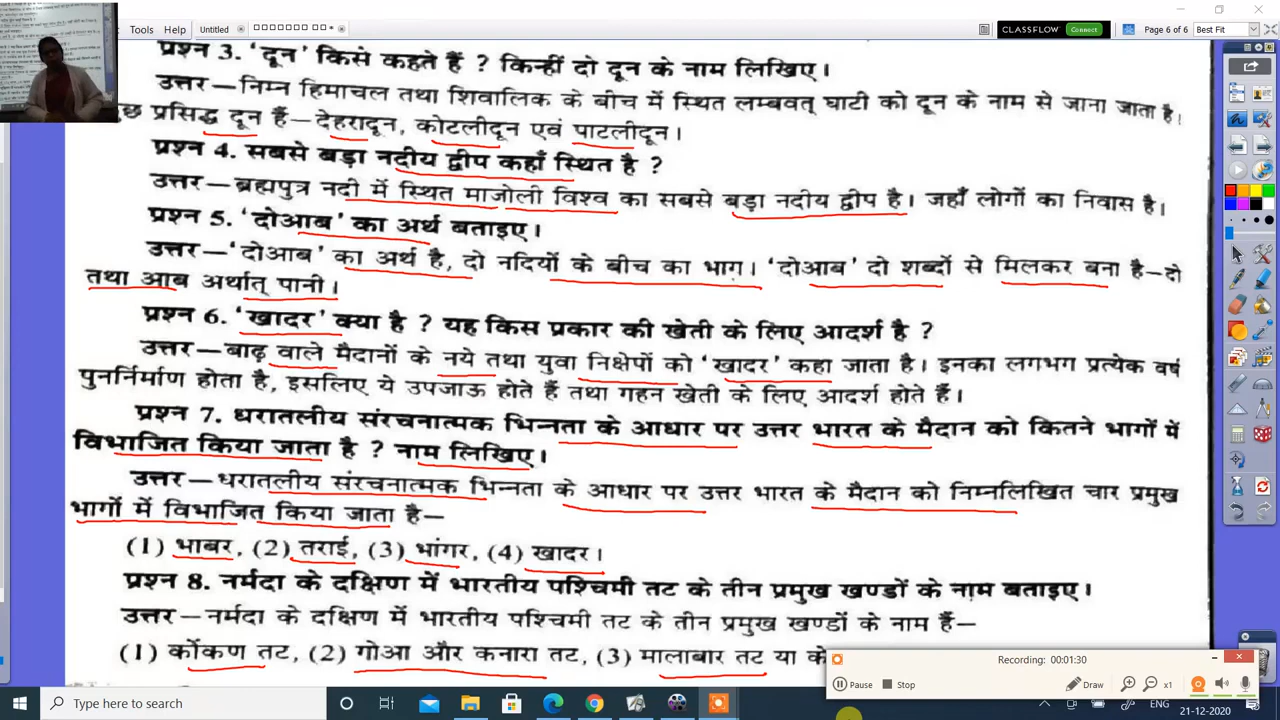 Tools Help Untitled
CLASSFLOW Connect Page 6 of 6 Best Fit
प्रश्न 3. ‘दून’ किसे कहते हैं ? किन्हीं दो दून के नाम लिखिए।
उत्तर–निम्न हिमाचल तथा शिवालिक के बीच में स्थित लम्बवत् घाटी को दून के नाम से जाना जाता है।
छ प्रसिद्ध दून हैं–देहरादून, कोटलीदून एवं पाटलीदून।
प्रश्न 4. सबसे बड़ा नदीय द्वीप कहाँ स्थित है ?
उत्तर–ब्रह्मपुत्र नदी में स्थित माजोली विश्व का सबसे बड़ा नदीय द्वीप है। जहाँ लोगों का निवास है।
प्रश्न 5. ‘दोआब’ का अर्थ बताइए।
उत्तर–‘दोआब’ का अर्थ है, दो नदियों के बीच का भाग। ‘दोआब’ दो शब्दों से मिलकर बना है–दो
तथा आब अर्थात् पानी।
प्रश्न 6. ‘खादर’ क्या है ? यह किस प्रकार की खेती के लिए आदर्श है ?
उत्तर–बाढ़ वाले मैदानों के नये तथा युवा निक्षेपों को ‘खादर’ कहा जाता है। इनका लगभग प्रत्येक वर्ष
पुनर्निर्माण होता है, इसलिए ये उपजाऊ होते हैं तथा गहन खेती के लिए आदर्श होते हैं।
प्रश्न 7. धरातलीय संरचनात्मक भिन्नता के आधार पर उत्तर भारत के मैदान को कितने भागों में
विभाजित किया जाता है ? नाम लिखिए।
उत्तर–धरातलीय संरचनात्मक भिन्नता के आधार पर उत्तर भारत के मैदान को निम्नलिखित चार प्रमुख
भागों में विभाजित किया जाता है–
(1) भाबर, (2) तराई, (3) भांगर, (4) खादर।
प्रश्न 8. नर्मदा के दक्षिण में भारतीय पश्चिमी तट के तीन प्रमुख खण्डों के नाम बताइए।
उत्तर–नर्मदा के दक्षिण में भारतीय पश्चिमी तट के तीन प्रमुख खण्डों के नाम हैं–
(1) कोंकण तट, (2) गोआ और कनारा तट, (3) मालाबार तट या के
Recording: 00:01:30
Pause Stop Draw x1
Type here to search
ENG 21-12-2020